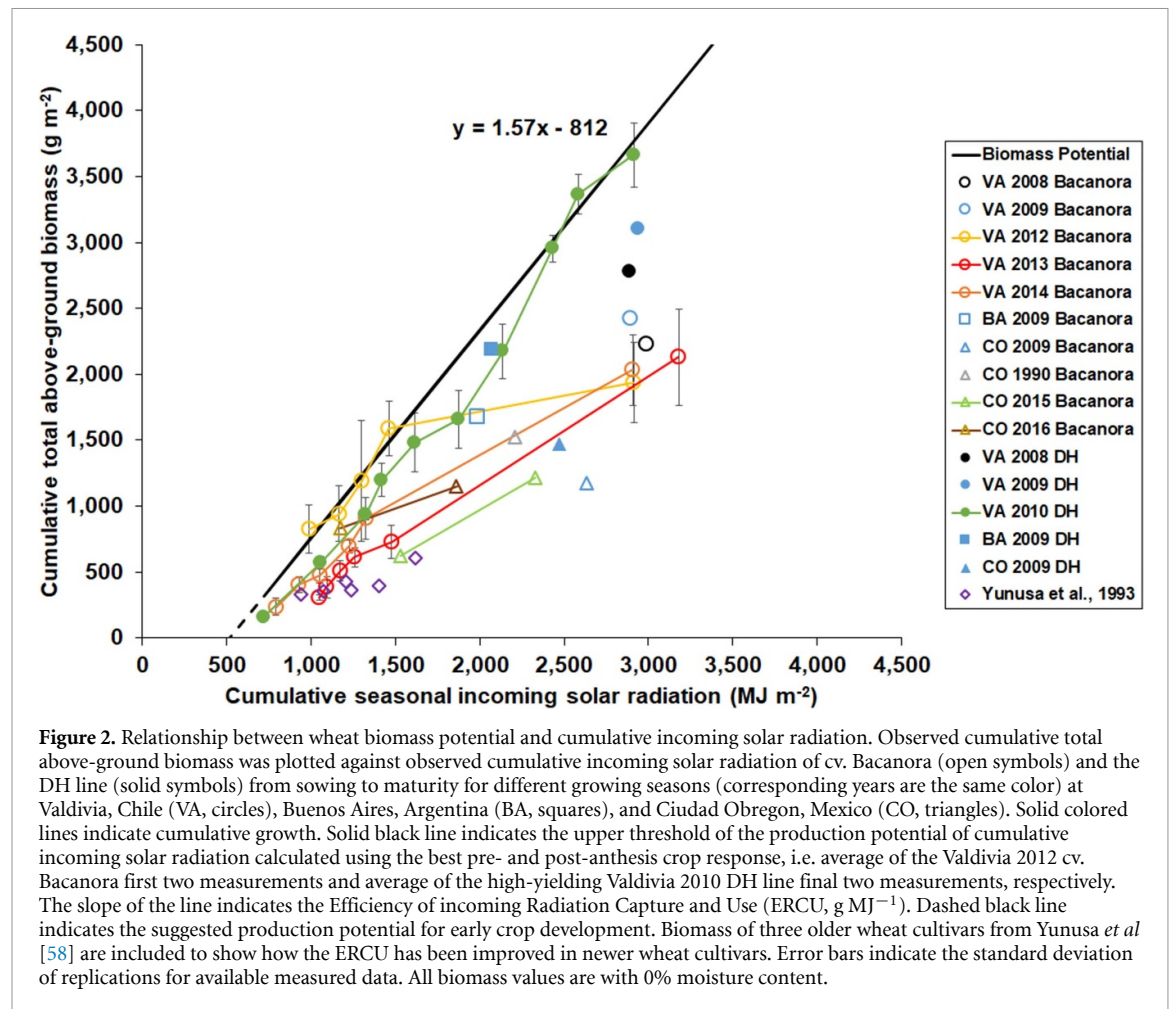 4,500
4,000
3,500
3,000
2,500
2,000
1,500
1,000
500
0
Cumulative total above-ground biomass (g m-2)
y = 1.57x - 812
0 500 1,000 1,500 2,000 2,500 3,000 3,500 4,000 4,500
Cumulative seasonal incoming solar radiation (MJ m-2)
Biomass Potential
VA 2008 Bacanora
VA 2009 Bacanora
VA 2012 Bacanora
VA 2013 Bacanora
VA 2014 Bacanora
BA 2009 Bacanora
CO 2009 Bacanora
CO 1990 Bacanora
CO 2015 Bacanora
CO 2016 Bacanora
VA 2008 DH
VA 2009 DH
VA 2010 DH
BA 2009 DH
CO 2009 DH
Yunusa et al., 1993
Figure 2. Relationship between wheat biomass potential and cumulative incoming solar radiation. Observed cumulative total
above-ground biomass was plotted against observed cumulative incoming solar radiation of cv. Bacanora (open symbols) and the
DH line (solid symbols) from sowing to maturity for different growing seasons (corresponding years are the same color) at
Valdivia, Chile (VA, circles), Buenos Aires, Argentina (BA, squares), and Ciudad Obregon, Mexico (CO, triangles). Solid colored
lines indicate cumulative growth. Solid black line indicates the upper threshold of the production potential of cumulative
incoming solar radiation calculated using the best pre- and post-anthesis crop response, i.e. average of the Valdivia 2012 cv.
Bacanora first two measurements and average of the high-yielding Valdivia 2010 DH line final two measurements, respectively.
The slope of the line indicates the Efficiency of incoming Radiation Capture and Use (ERCU, g MJ−1). Dashed black line
indicates the suggested production potential for early crop development. Biomass of three older wheat cultivars from Yunusa et al
[58] are included to show how the ERCU has been improved in newer wheat cultivars. Error bars indicate the standard deviation
of replications for available measured data. All biomass values are with 0% moisture content.